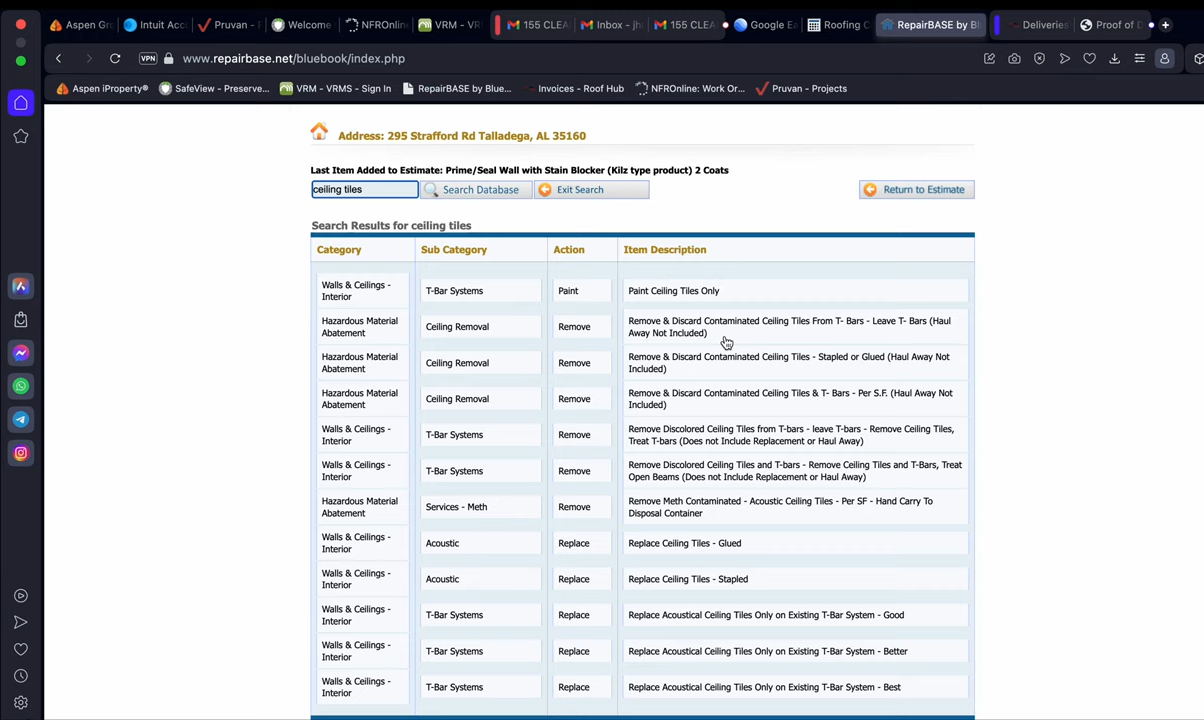 Aspen Gro
Intuit Acc
Pruvan - P
Welcome
NFROnline
VRM - VR
155 CLEA
Inbox - jh
155 CLEA
Google Ea
Roofing C
RepairBASE by Bl
Deliveries
Proof of D
VPN
www.repairbase.net/bluebook/index.php
Aspen iProperty®
SafeView - Preserve...
VRM - VRMS - Sign In
RepairBASE by Blue...
Invoices - Roof Hub
NFROnline: Work Or...
Pruvan - Projects
Address: 295 Strafford Rd Talladega, AL 35160
Last Item Added to Estimate: Prime/Seal Wall with Stain Blocker (Kilz type product) 2 Coats
ceiling tiles
Search Database
Exit Search
Return to Estimate
Search Results for ceiling tiles
Category
Sub Category
Action
Item Description
Walls & Ceilings -
Interior
T-Bar Systems
Paint
Paint Ceiling Tiles Only
Hazardous Material
Abatement
Ceiling Removal
Remove
Remove & Discard Contaminated Ceiling Tiles From T- Bars - Leave T- Bars (Haul
Away Not Included)
Hazardous Material
Abatement
Ceiling Removal
Remove
Remove & Discard Contaminated Ceiling Tiles - Stapled or Glued (Haul Away Not
Included)
Hazardous Material
Abatement
Ceiling Removal
Remove
Remove & Discard Contaminated Ceiling Tiles & T- Bars - Per S.F. (Haul Away Not
Included)
Walls & Ceilings -
Interior
T-Bar Systems
Remove
Remove Discolored Ceiling Tiles from T-bars - leave T-bars - Remove Ceiling Tiles,
Treat T-bars (Does not Include Replacement or Haul Away)
Walls & Ceilings -
Interior
T-Bar Systems
Remove
Remove Discolored Ceiling Tiles and T-bars - Remove Ceiling Tiles and T-Bars, Treat
Open Beams (Does not Include Replacement or Haul Away)
Hazardous Material
Abatement
Services - Meth
Remove
Remove Meth Contaminated - Acoustic Ceiling Tiles - Per SF - Hand Carry To
Disposal Container
Walls & Ceilings -
Interior
Acoustic
Replace
Replace Ceiling Tiles - Glued
Walls & Ceilings -
Interior
Acoustic
Replace
Replace Ceiling Tiles - Stapled
Walls & Ceilings -
Interior
T-Bar Systems
Replace
Replace Acoustical Ceiling Tiles Only on Existing T-Bar System - Good
Walls & Ceilings -
Interior
T-Bar Systems
Replace
Replace Acoustical Ceiling Tiles Only on Existing T-Bar System - Better
Walls & Ceilings -
Interior
T-Bar Systems
Replace
Replace Acoustical Ceiling Tiles Only on Existing T-Bar System - Best